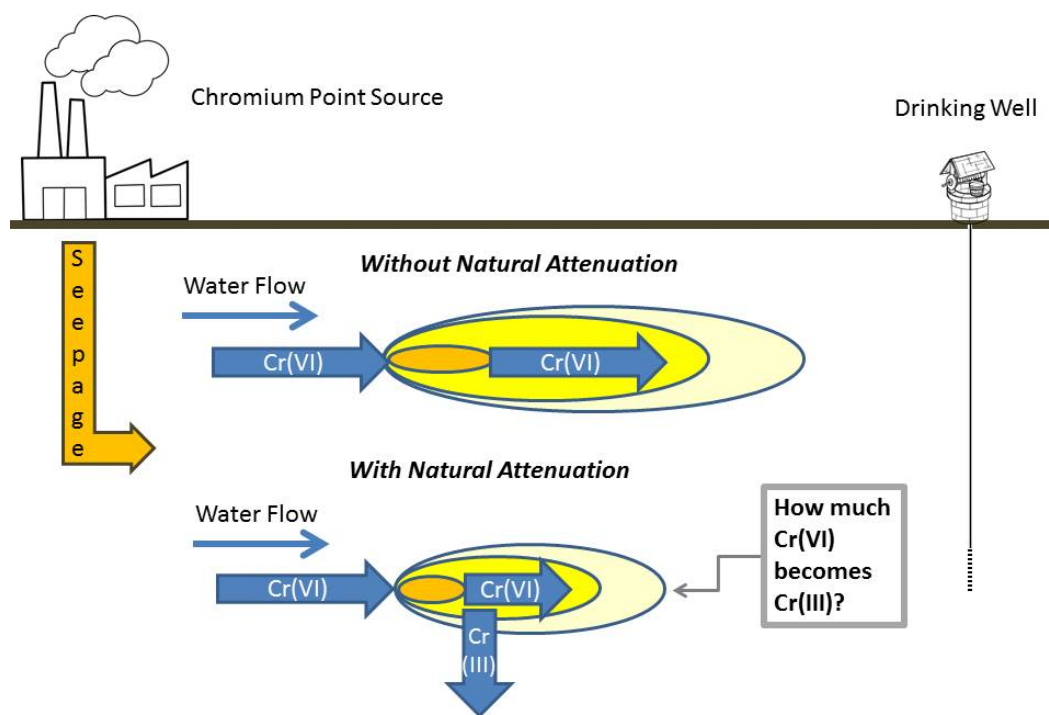 Chromium Point Source
Drinking Well
Seepage
Without Natural Attenuation
Water Flow
Cr(VI)
Cr(VI)
With Natural Attenuation
Water Flow
Cr(VI)
Cr(VI)
Cr
(III)
How much
Cr(VI)
becomes
Cr(III)?